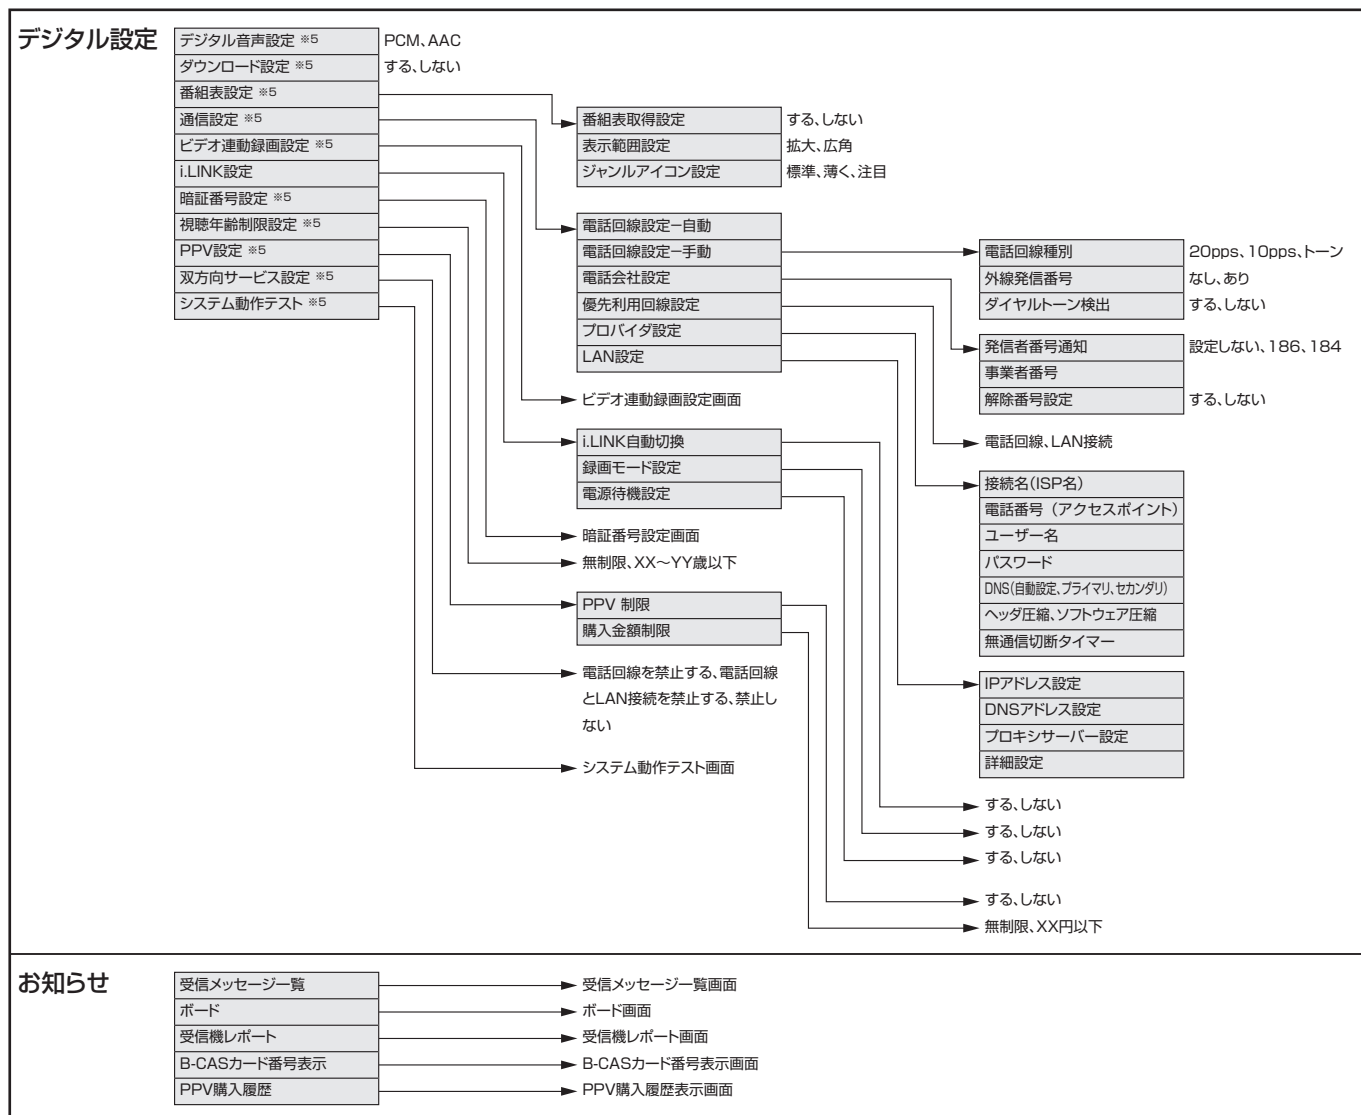 デジタル設定
デジタル音声設定 ※5 PCM、AAC
ダウンロード設定 ※5 する、しない
番組表設定 ※5
通信設定 ※5
ビデオ連動録画設定 ※5
i.LINK設定
暗証番号設定 ※5
視聴年齢制限設定 ※5
PPV設定 ※5
双方向サービス設定 ※5
システム動作テスト ※5
番組表取得設定 する、しない
表示範囲設定 拡大、広角
ジャンルアイコン設定 標準、薄く、注目
電話回線設定－自動
電話回線設定－手動
電話会社設定
優先利用回線設定
プロバイダ設定
LAN設定
ビデオ連動録画設定画面
i.LINK自動切換
録画モード設定
電源待機設定
暗証番号設定画面
無制限、XX～YY歳以下
PPV 制限
購入金額制限
電話回線を禁止する、電話回線
とLAN接続を禁止する、禁止し
ない
システム動作テスト画面
電話回線種別 20pps、10pps、トーン
外線発信番号 なし、あり
ダイヤルトーン検出 する、しない
発信者番号通知 設定しない、186、184
事業者番号
解除番号設定 する、しない
電話回線、LAN接続
接続名（ISP名）
電話番号（アクセスポイント）
ユーザー名
パスワード
DNS（自動設定、プライマリ、セカンダリ）
ヘッダ圧縮、ソフトウェア圧縮
無通信切断タイマー
IPアドレス設定
DNSアドレス設定
プロキシサーバー設定
詳細設定
する、しない
する、しない
する、しない
する、しない
無制限、XX円以下
お知らせ
受信メッセージ一覧 受信メッセージ一覧画面
ボード ボード画面
受信機レポート 受信機レポート画面
B-CASカード番号表示 B-CASカード番号表示画面
PPV購入履歴 PPV購入履歴表示画面